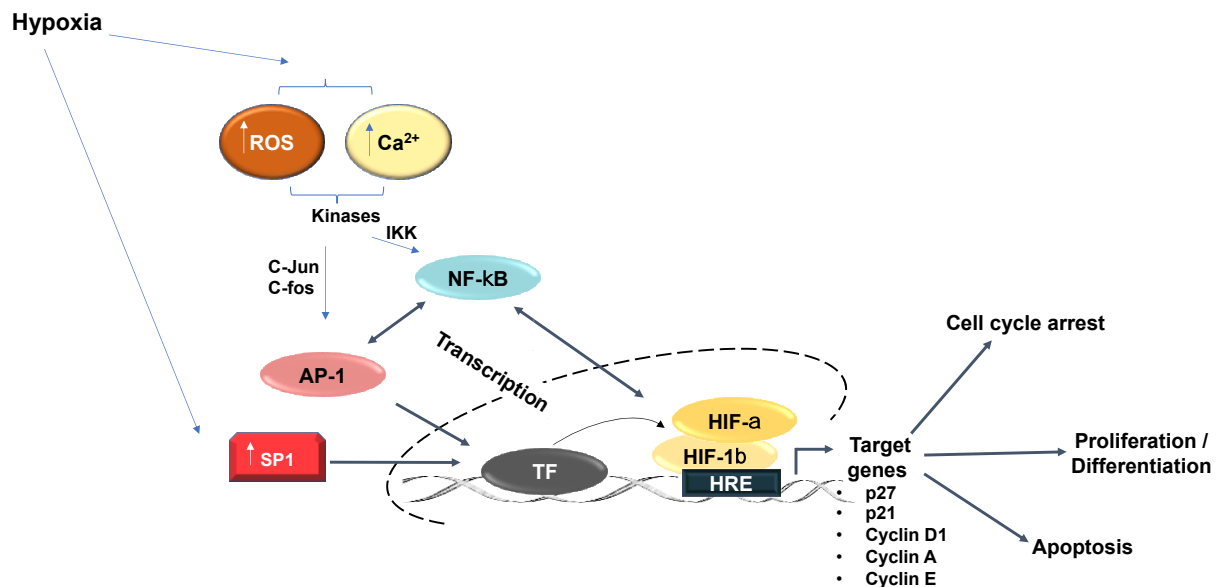 Hypoxia
↑ROS
↑Ca²⁺
Kinases
IKK
C-Jun
C-fos
NF-kB
AP-1
Transcription
↑ SP1
TF
HIF-a
HIF-1b
HRE
Target
genes
• p27
• p21
• Cyclin D1
• Cyclin A
• Cyclin E
Cell cycle arrest
Proliferation /
Differentiation
Apoptosis